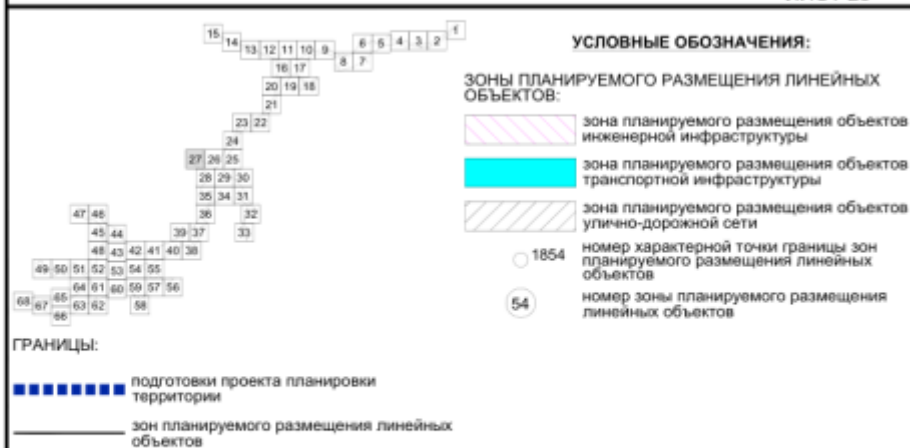 15 14 13 12 11 10 9 8 7 6 5 4 3 2 1
16 17
20 19 18
21
23 22
24
27 26 25
28 29 30
35 34 31
47 46 36 32
45 44 39 37 33
48 43 42 41 40 38
49 50 51 52 53 54 55
64 61 60 59 57 56
68 67 65 63 62 58
66
УСЛОВНЫЕ ОБОЗНАЧЕНИЯ:
ЗОНЫ ПЛАНИРУЕМОГО РАЗМЕЩЕНИЯ ЛИНЕЙНЫХ
ОБЪЕКТОВ:
зона планируемого размещения объектов
инженерной инфраструктуры
зона планируемого размещения объектов
транспортной инфраструктуры
зона планируемого размещения объектов
улично-дорожной сети
1854 номер характерной точки границы зон
планируемого размещения линейных
объектов
54 номер зоны планируемого размещения
линейных объектов
ГРАНИЦЫ:
подготовки проекта планировки
территории
зон планируемого размещения линейных
объектов